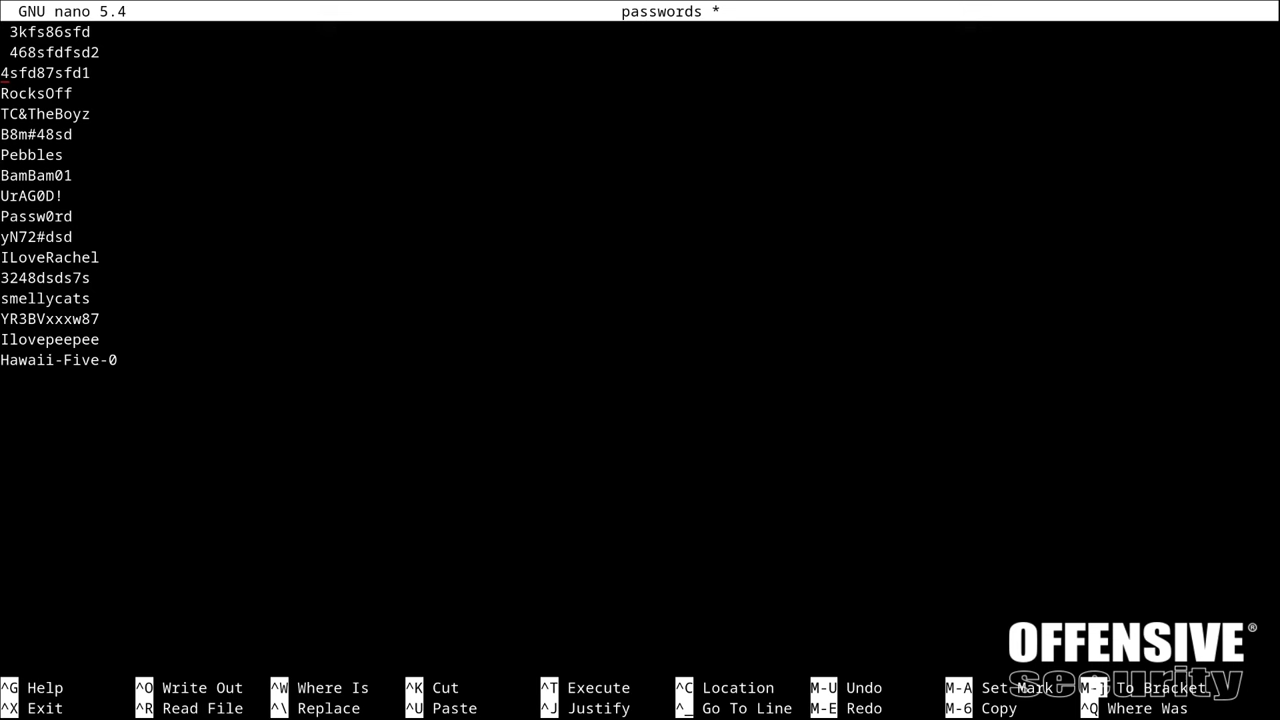 GNU nano 5.4 passwords *
3kfs86sfd
468sfdfsd2
4sfd87sfd1
RocksOff
TC&TheBoyz
B8m#48sd
Pebbles
BamBam01
UrAG0D!
Passw0rd
yN72#dsd
ILoveRachel
3248dsds7s
smellycats
YR3BVxxxw87
Ilovepeepee
Hawaii-Five-0
OFFENSIVE®
security
^G Help ^O Write Out ^W Where Is ^K Cut ^T Execute ^C Location M-U Undo M-A Set Mark M-] To Bracket
^X Exit ^R Read File ^\ Replace ^U Paste ^J Justify ^_ Go To Line M-E Redo M-6 Copy ^Q Where Was